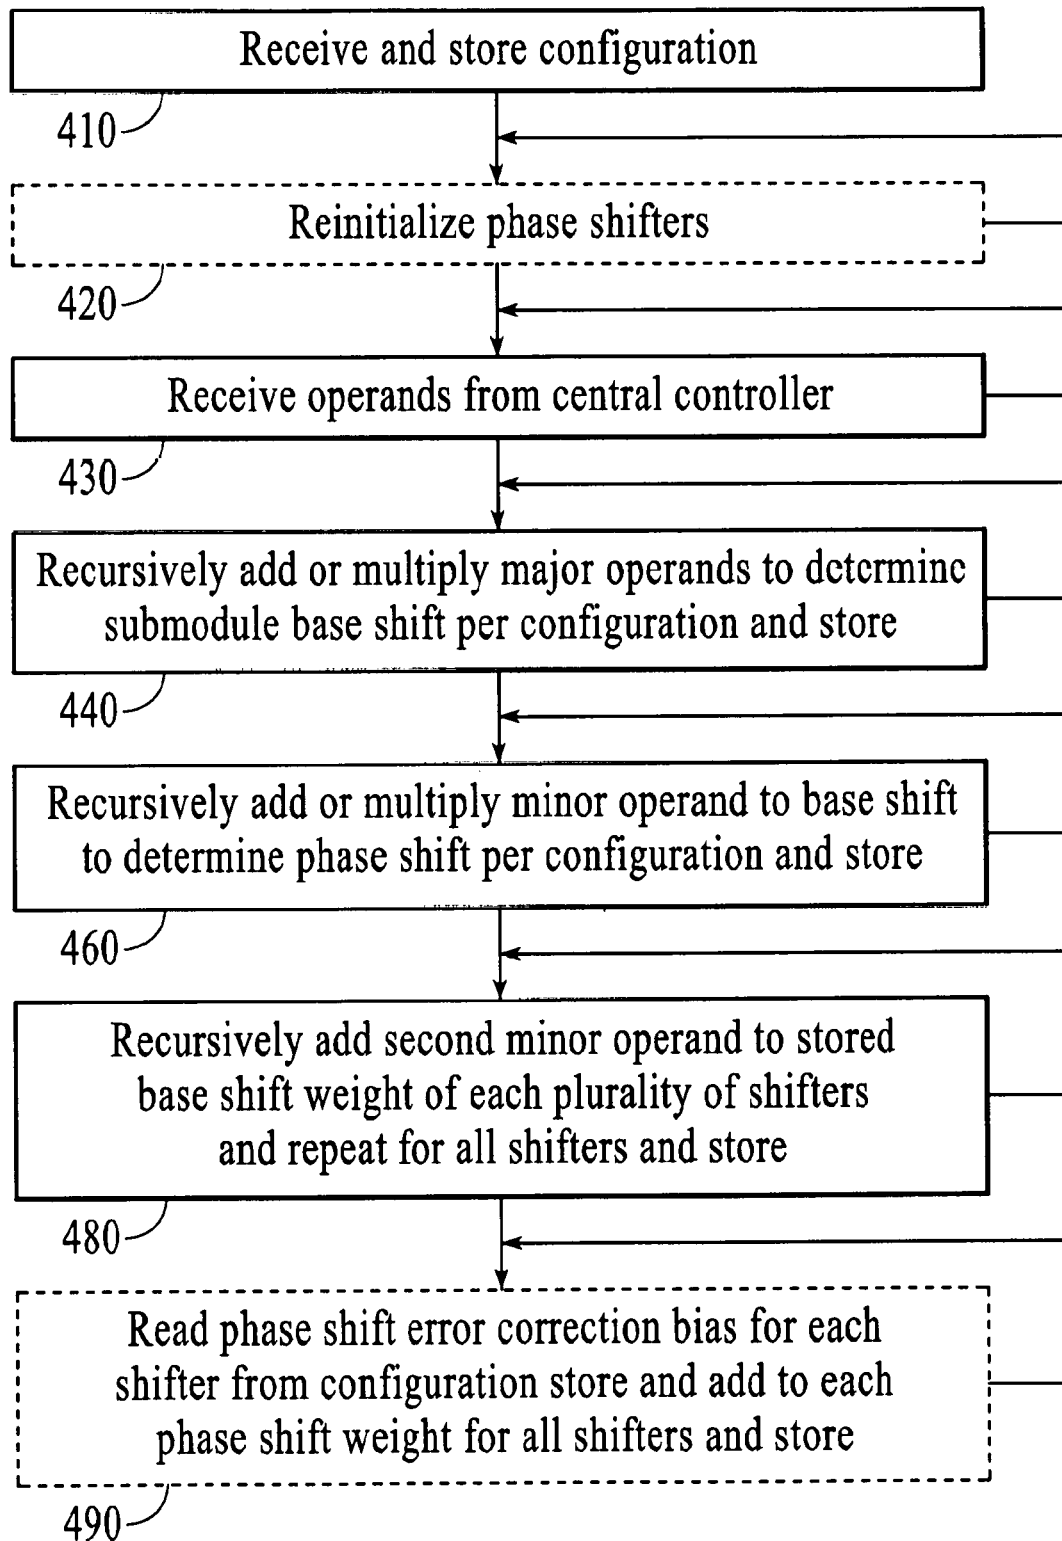 Receive and store configuration
410
Reinitialize phase shifters
420
Receive operands from central controller
430
Recursively add or multiply major operands to determine
submodule base shift per configuration and store
440
Recursively add or multiply minor operand to base shift
to determine phase shift per configuration and store
460
Recursively add second minor operand to stored
base shift weight of each plurality of shifters
and repeat for all shifters and store
480
Read phase shift error correction bias for each
shifter from configuration store and add to each
phase shift weight for all shifters and store
490